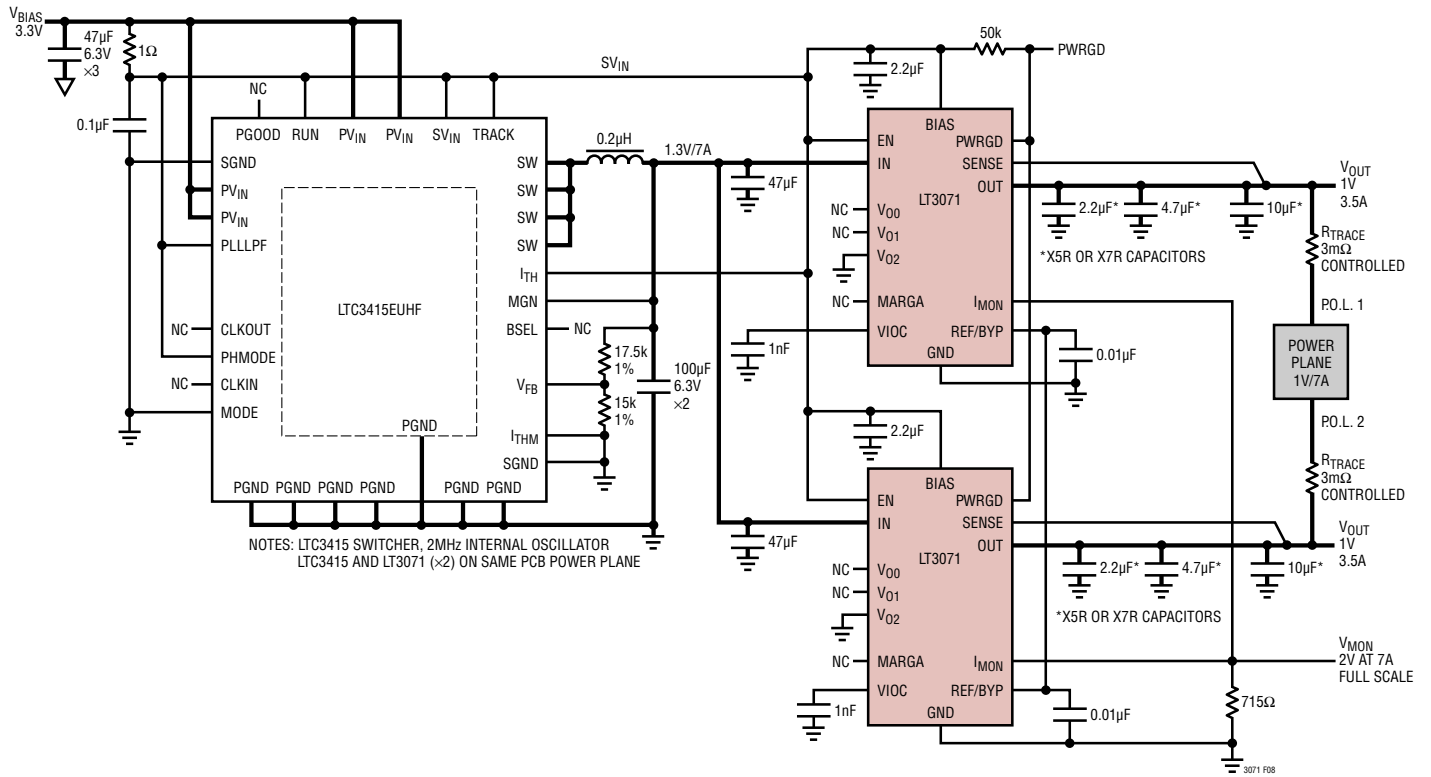 VBIAS
3.3V
47µF
6.3V
×3
1Ω
0.1µF
NC
SVIN
PGOOD
RUN
PVIN
PVIN
SVIN
TRACK
SGND
PVIN
PVIN
PLLLPF
NC
CLKOUT
PHMODE
NC
CLKIN
MODE
LTC3415EUHF
PGND
SW
SW
SW
SW
ITH
MGN
BSEL
NC
VFB
ITHM
SGND
PGND
PGND
PGND
PGND
PGND
PGND
0.2µH
1.3V/7A
17.5k
1%
15k
1%
100µF
6.3V
×2
NOTES: LTC3415 SWITCHER, 2MHz INTERNAL OSCILLATOR
LTC3415 AND LT3071 (×2) ON SAME PCB POWER PLANE
50k
PWRGD
2.2µF
47µF
BIAS
EN
PWRGD
IN
SENSE
OUT
LT3071
NC
VO0
NC
VO1
VO2
NC
MARGA
IMON
VIOC
REF/BYP
GND
1nF
0.01µF
2.2µF*
4.7µF*
10µF*
*X5R OR X7R CAPACITORS
VOUT
1V
3.5A
RTRACE
3mΩ
CONTROLLED
P.O.L. 1
POWER
PLANE
1V/7A
P.O.L. 2
RTRACE
3mΩ
CONTROLLED
2.2µF
47µF
BIAS
EN
PWRGD
IN
SENSE
OUT
LT3071
NC
VO0
NC
VO1
VO2
NC
MARGA
IMON
VIOC
REF/BYP
GND
1nF
0.01µF
2.2µF*
4.7µF*
10µF*
*X5R OR X7R CAPACITORS
VOUT
1V
3.5A
VMON
2V AT 7A
FULL SCALE
715Ω
3071 F08